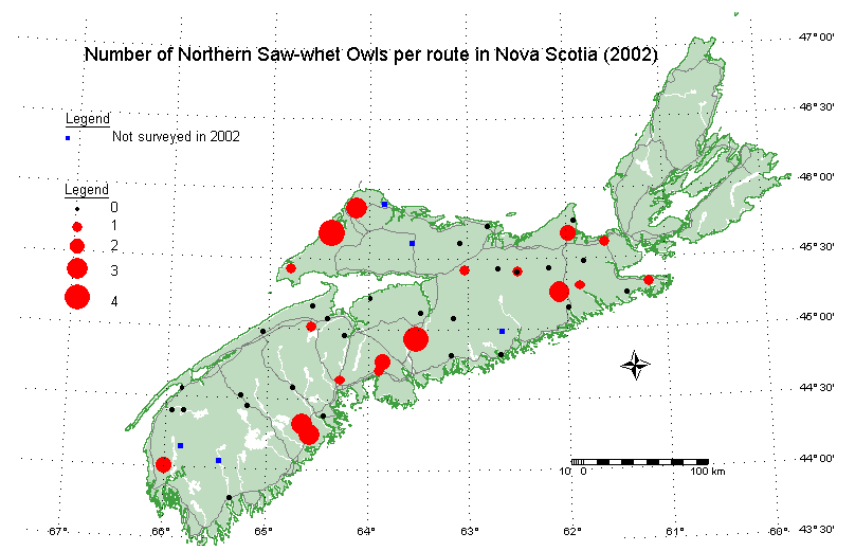 Number of Northern Saw-whet Owls per route in Nova Scotia (2002)
47° 00'
Legend
Not surveyed in 2002
46° 30'
46° 00'
Legend
0
1
2
3
4
45° 30'
45° 00'
44° 30'
44° 00'
10 0 100 km
43° 30'
-67° -66° -65° -64° -63° -62° -61° -60°